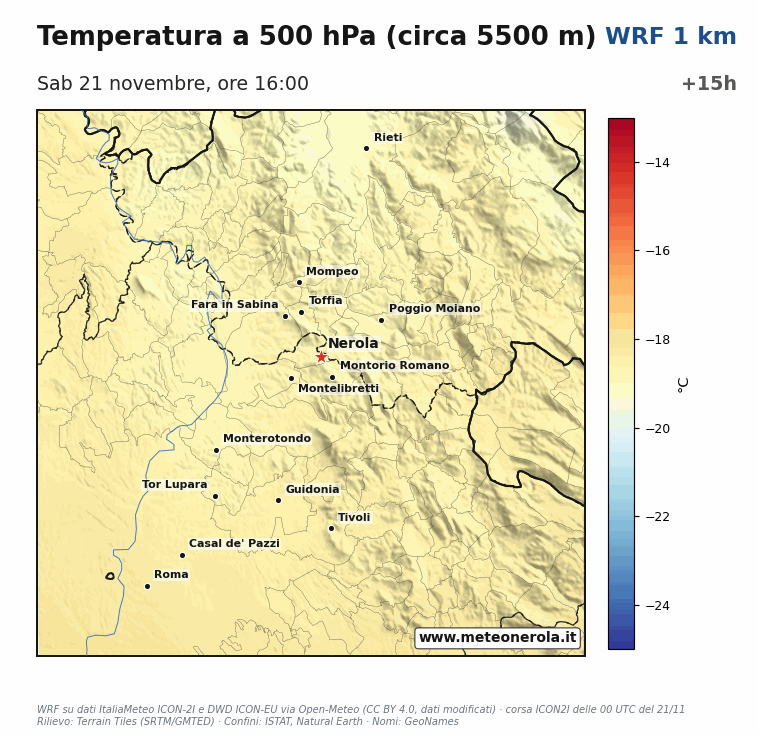 Temperatura a 500 hPa (circa 5500 m) WRF 1 km
Sab 21 novembre, ore 16:00 +15h
Rieti
Mompeo
Toffia
Fara in Sabina
Poggio Moiano
Nerola
Montorio Romano
Montelibretti
Monterotondo
Tor Lupara
Guidonia
Tivoli
Casal de' Pazzi
Roma
www.meteonerola.it
−14
−16
−18
−20
−22
−24
°C
WRF su dati ItaliaMeteo ICON-2I e DWD ICON-EU via Open-Meteo (CC BY 4.0, dati modificati) · corsa ICON2I delle 00 UTC del 21/11
Rilievo: Terrain Tiles (SRTM/GMTED) · Confini: ISTAT, Natural Earth · Nomi: GeoNames